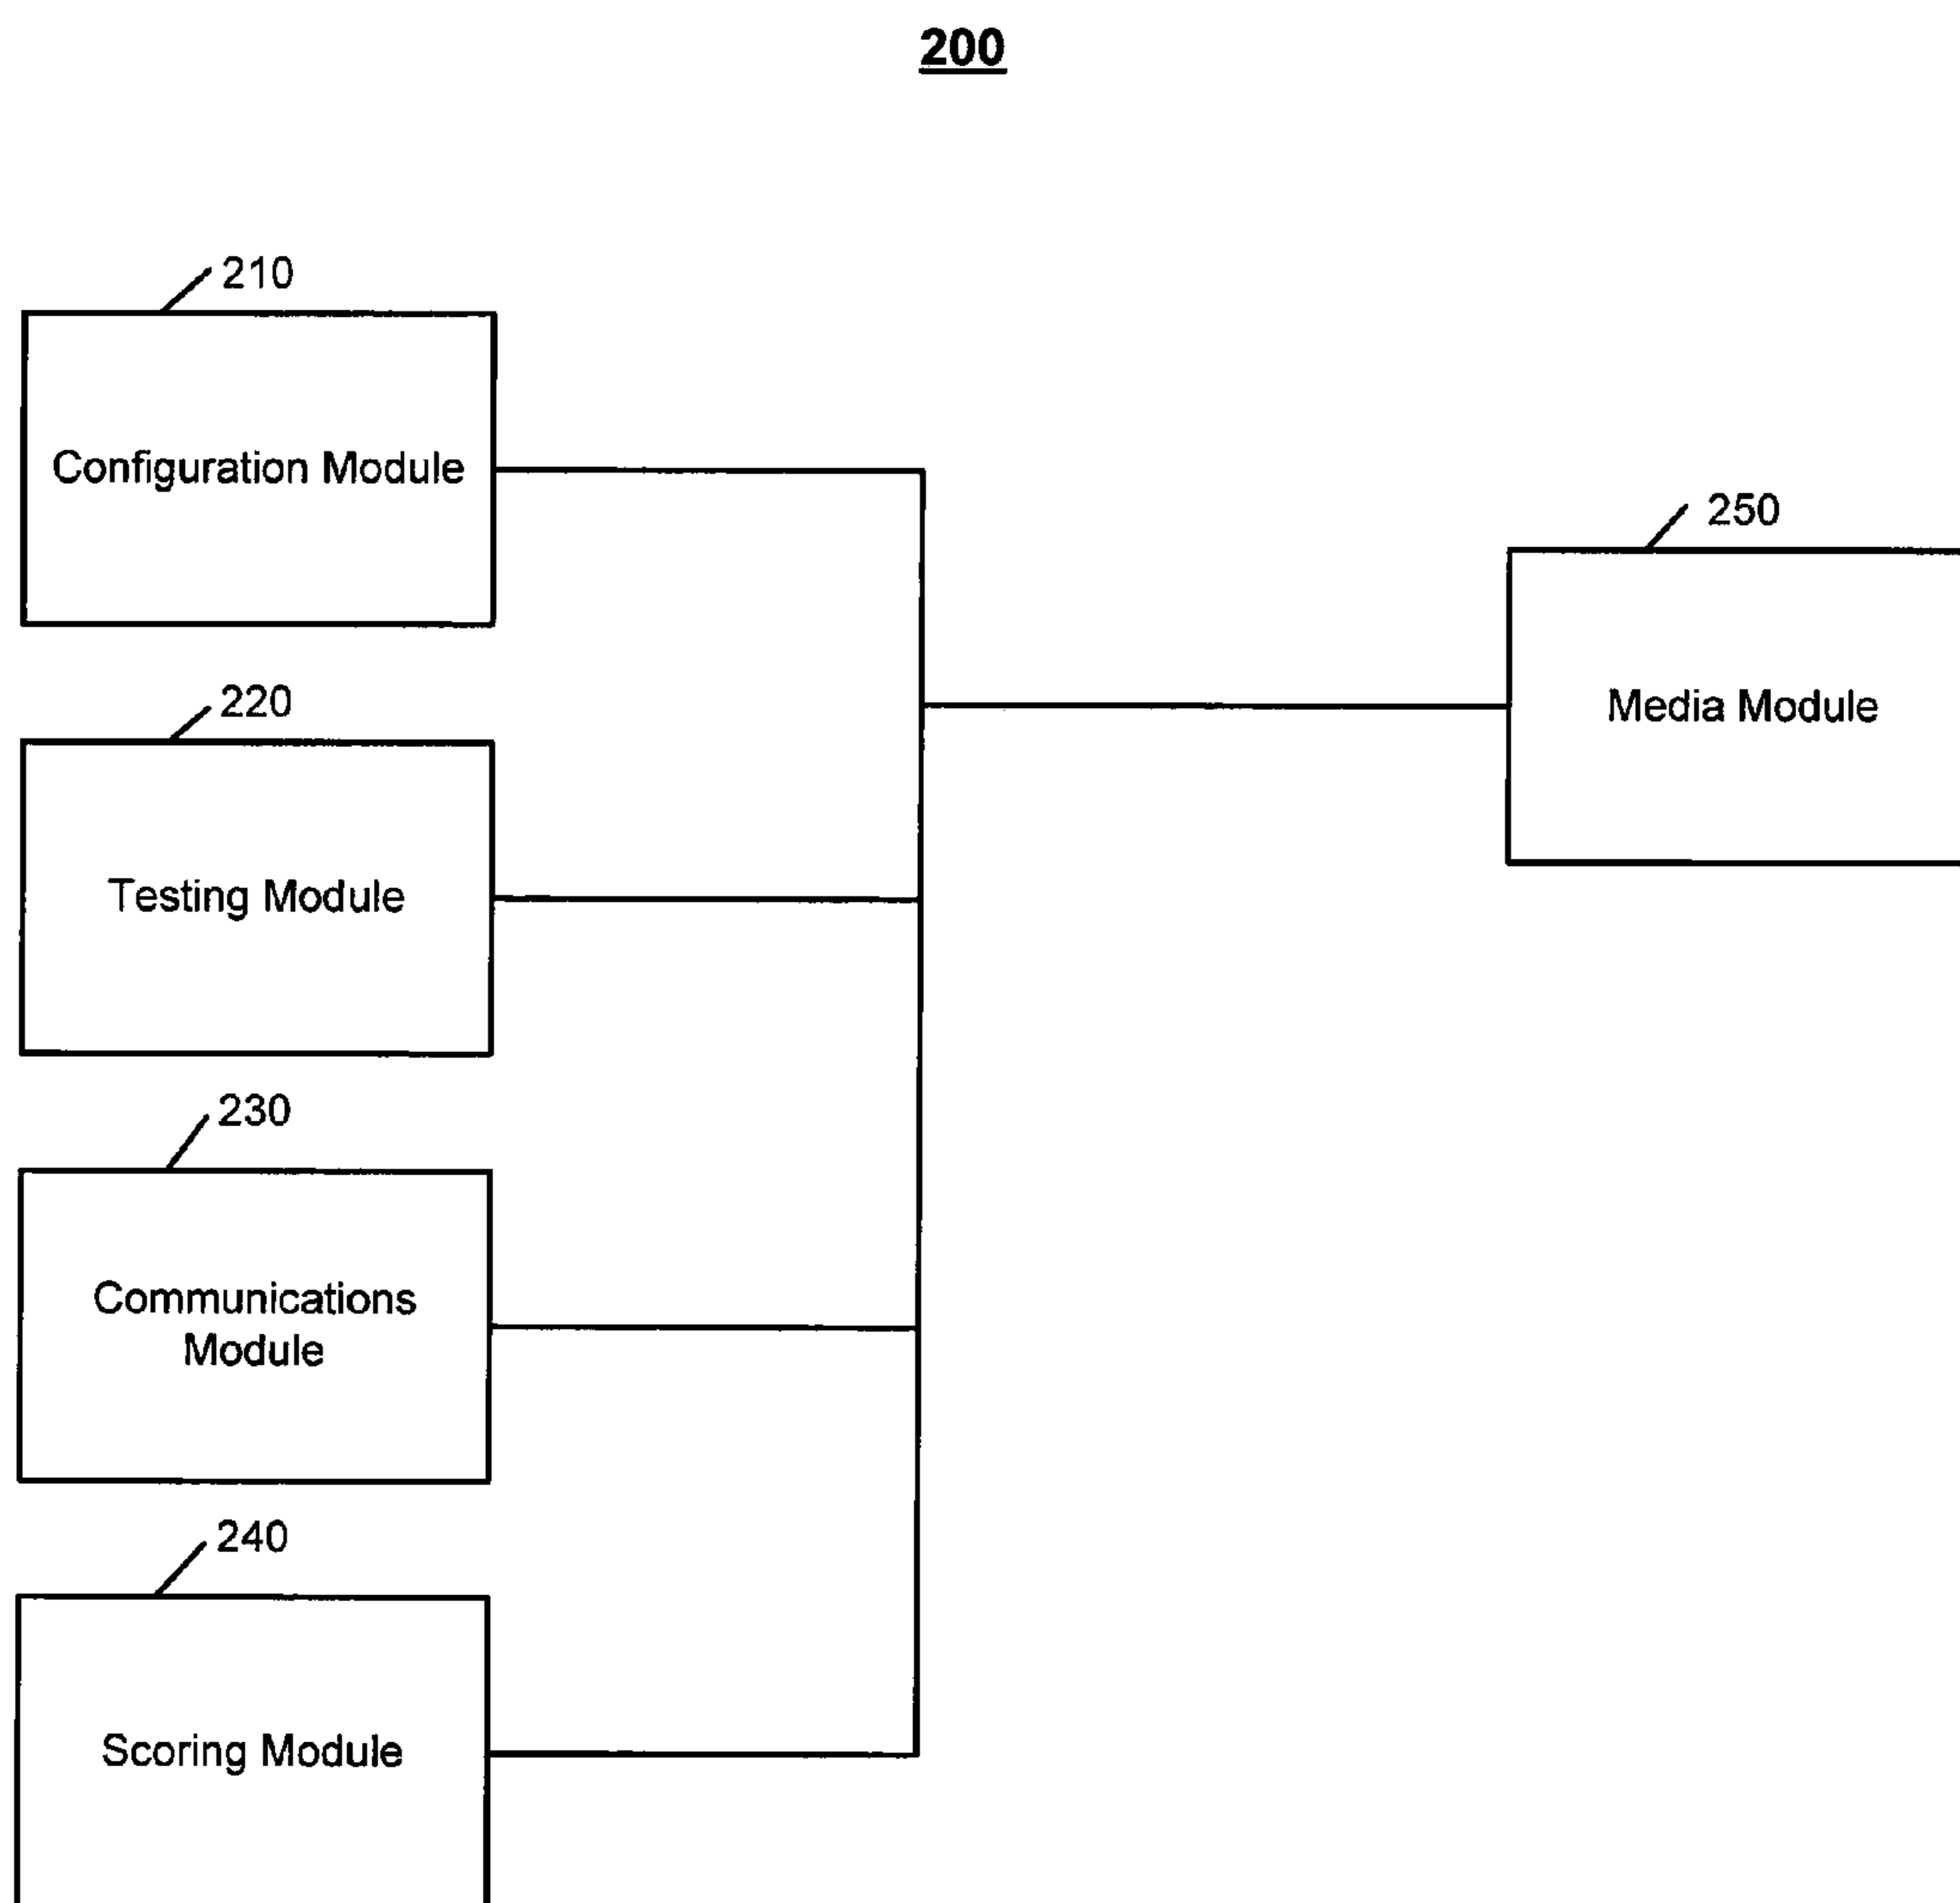 200
210
Configuration Module
250
Media Module
220
Testing Module
230
Communications
Module
240
Scoring Module